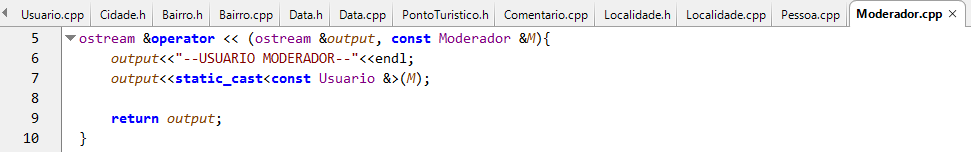 Usuario.cpp Cidade.h Bairro.h Bairro.cpp Data.h Data.cpp PontoTuristico.h Comentario.cpp Localidade.h Localidade.cpp Pessoa.cpp Moderador.cpp ×
5 ostream &operator << (ostream &output, const Moderador &M){
6 output<<"--USUARIO MODERADOR--"<<endl;
7 output<<static_cast<const Usuario &>(M);
8
9 return output;
10 }